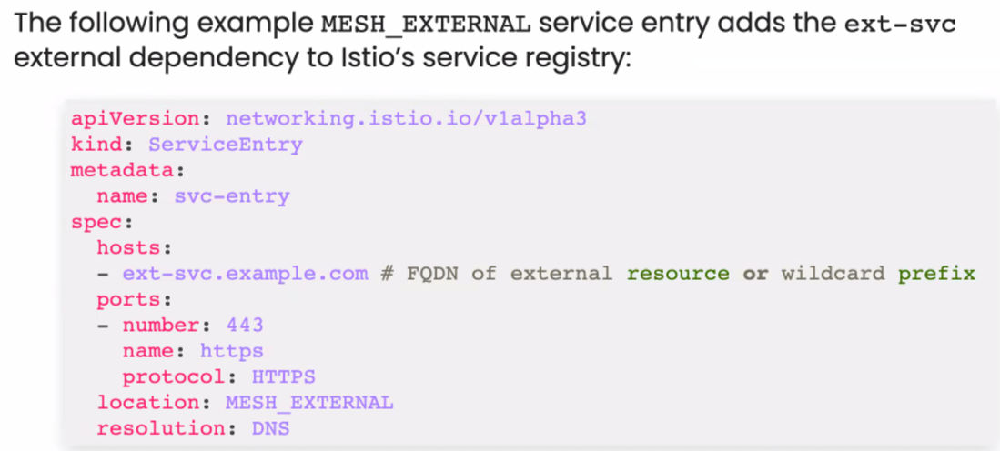 The following example MESH_EXTERNAL service entry adds the ext-svc
external dependency to Istio’s service registry:
apiVersion: networking.istio.io/v1alpha3
kind: ServiceEntry
metadata:
  name: svc-entry
spec:
  hosts:
  - ext-svc.example.com # FQDN of external resource or wildcard prefix
  ports:
  - number: 443
    name: https
    protocol: HTTPS
  location: MESH_EXTERNAL
  resolution: DNS